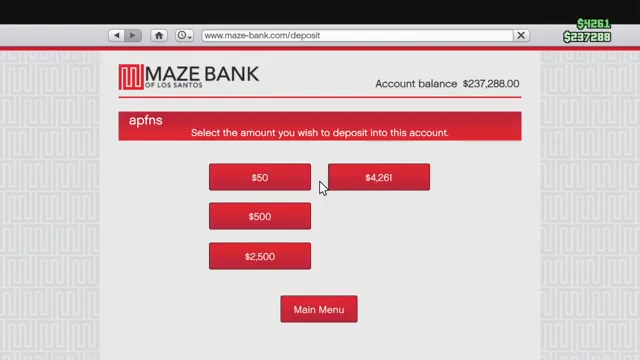 $4261
$237288
www.maze-bank.com/deposit
MAZE BANK
OF LOS SANTOS
Account balance $237,288.00
apfns
Select the amount you wish to deposit into this account.
$50
$4,261
$500
$2,500
Main Menu